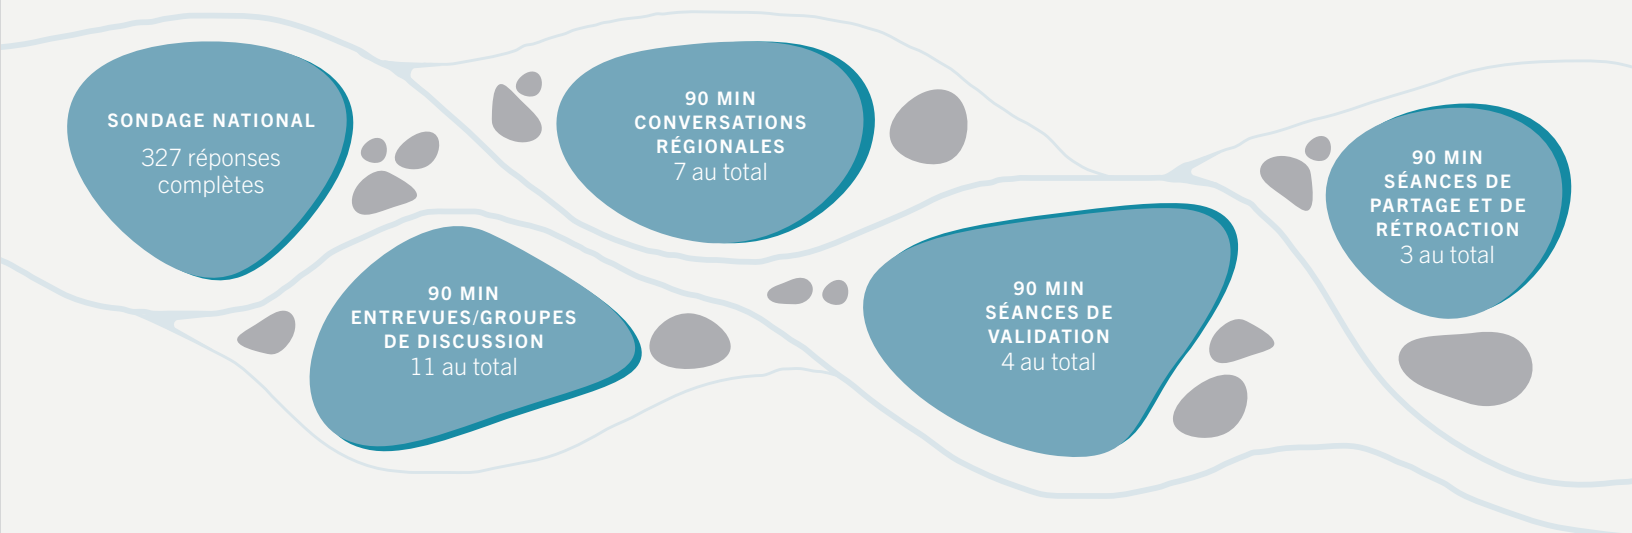 SONDAGE NATIONAL
327 réponses
complètes
90 MIN
ENTREVUES/GROUPES
DE DISCUSSION
11 au total
90 MIN
CONVERSATIONS
RÉGIONALES
7 au total
90 MIN
SÉANCES DE
VALIDATION
4 au total
90 MIN
SÉANCES DE
PARTAGE ET DE
RÉTROACTION
3 au total